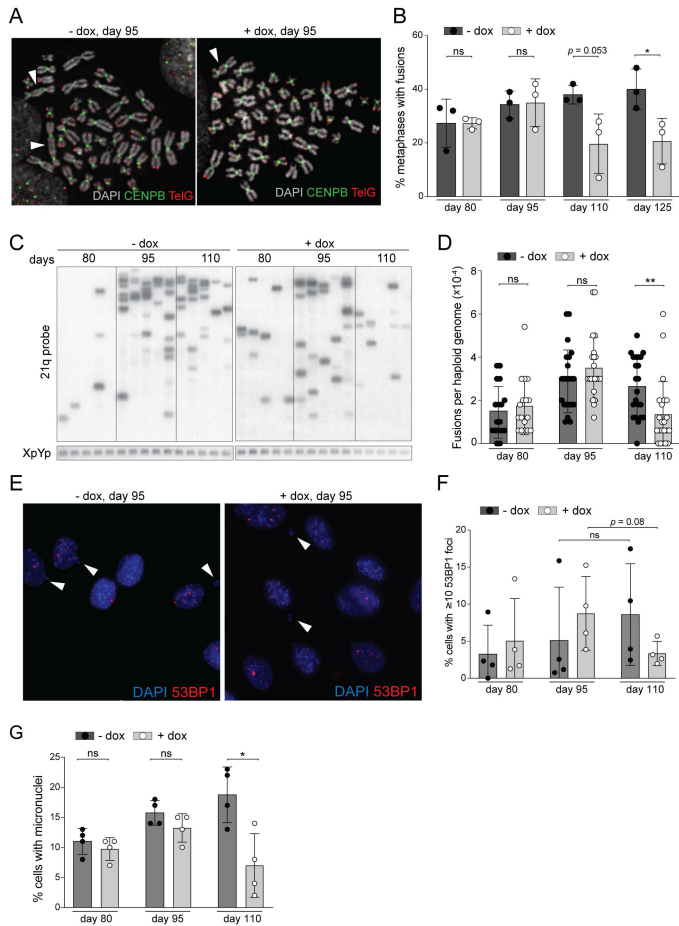 A
- dox, day 95
+ dox, day 95
DAPI CENPB TelG
DAPI CENPB TelG
B
- dox
+ dox
% metaphases with fusions
60
40
20
0
ns
ns
p = 0.053
*
day 80
day 95
day 110
day 125
C
- dox
+ dox
days
80
95
110
80
95
110
21q probe
XpYp
D
- dox
+ dox
Fusions per haploid genome (×10⁻⁴)
8
6
4
2
0
ns
ns
**
day 80
day 95
day 110
E
- dox, day 95
+ dox, day 95
DAPI 53BP1
DAPI 53BP1
F
- dox
+ dox
% cells with ≥10 53BP1 foci
20
15
10
5
0
p = 0.08
ns
day 80
day 95
day 110
G
- dox
+ dox
% cells with micronuclei
25
20
15
10
5
0
ns
ns
*
day 80
day 95
day 110